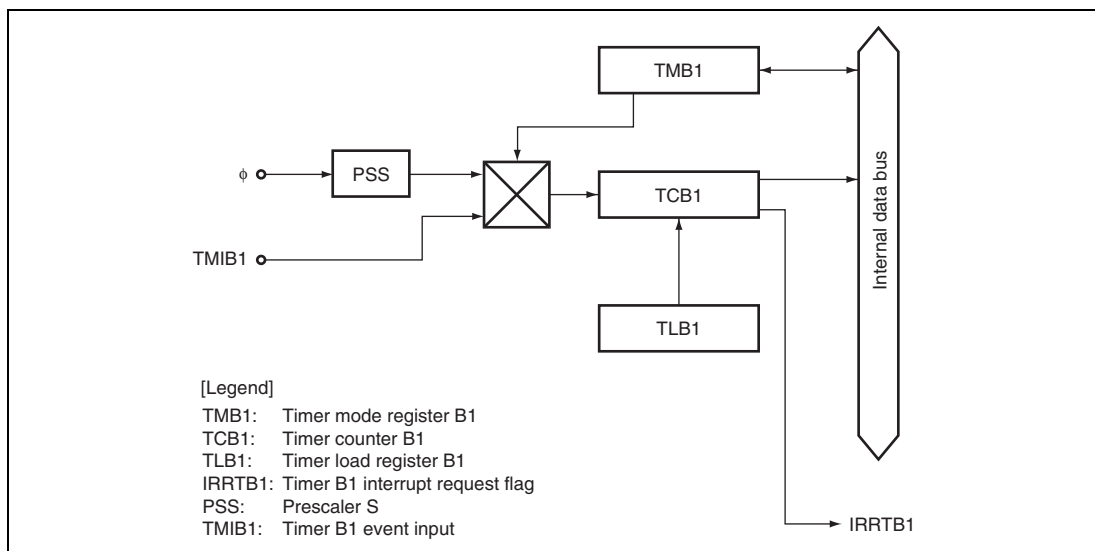 TMB1
φ
PSS
TCB1
TMIB1
TLB1
Internal data bus
[Legend]
TMB1: Timer mode register B1
TCB1: Timer counter B1
TLB1: Timer load register B1
IRRTB1: Timer B1 interrupt request flag
PSS: Prescaler S
TMIB1: Timer B1 event input
IRRTB1